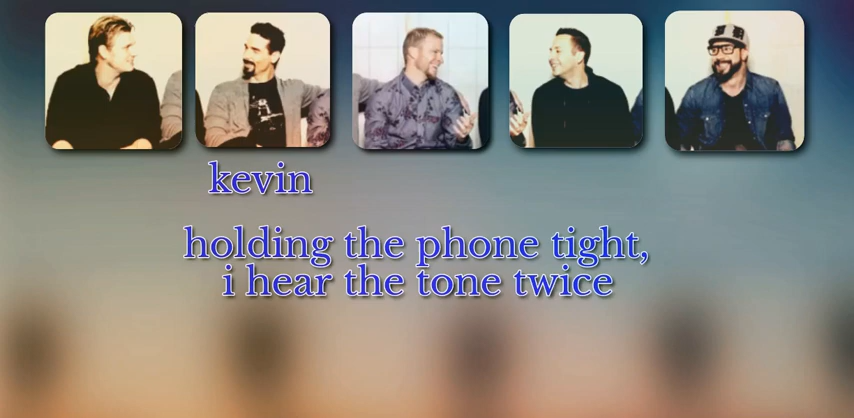 kevin
holding the phone tight,
i hear the tone twice